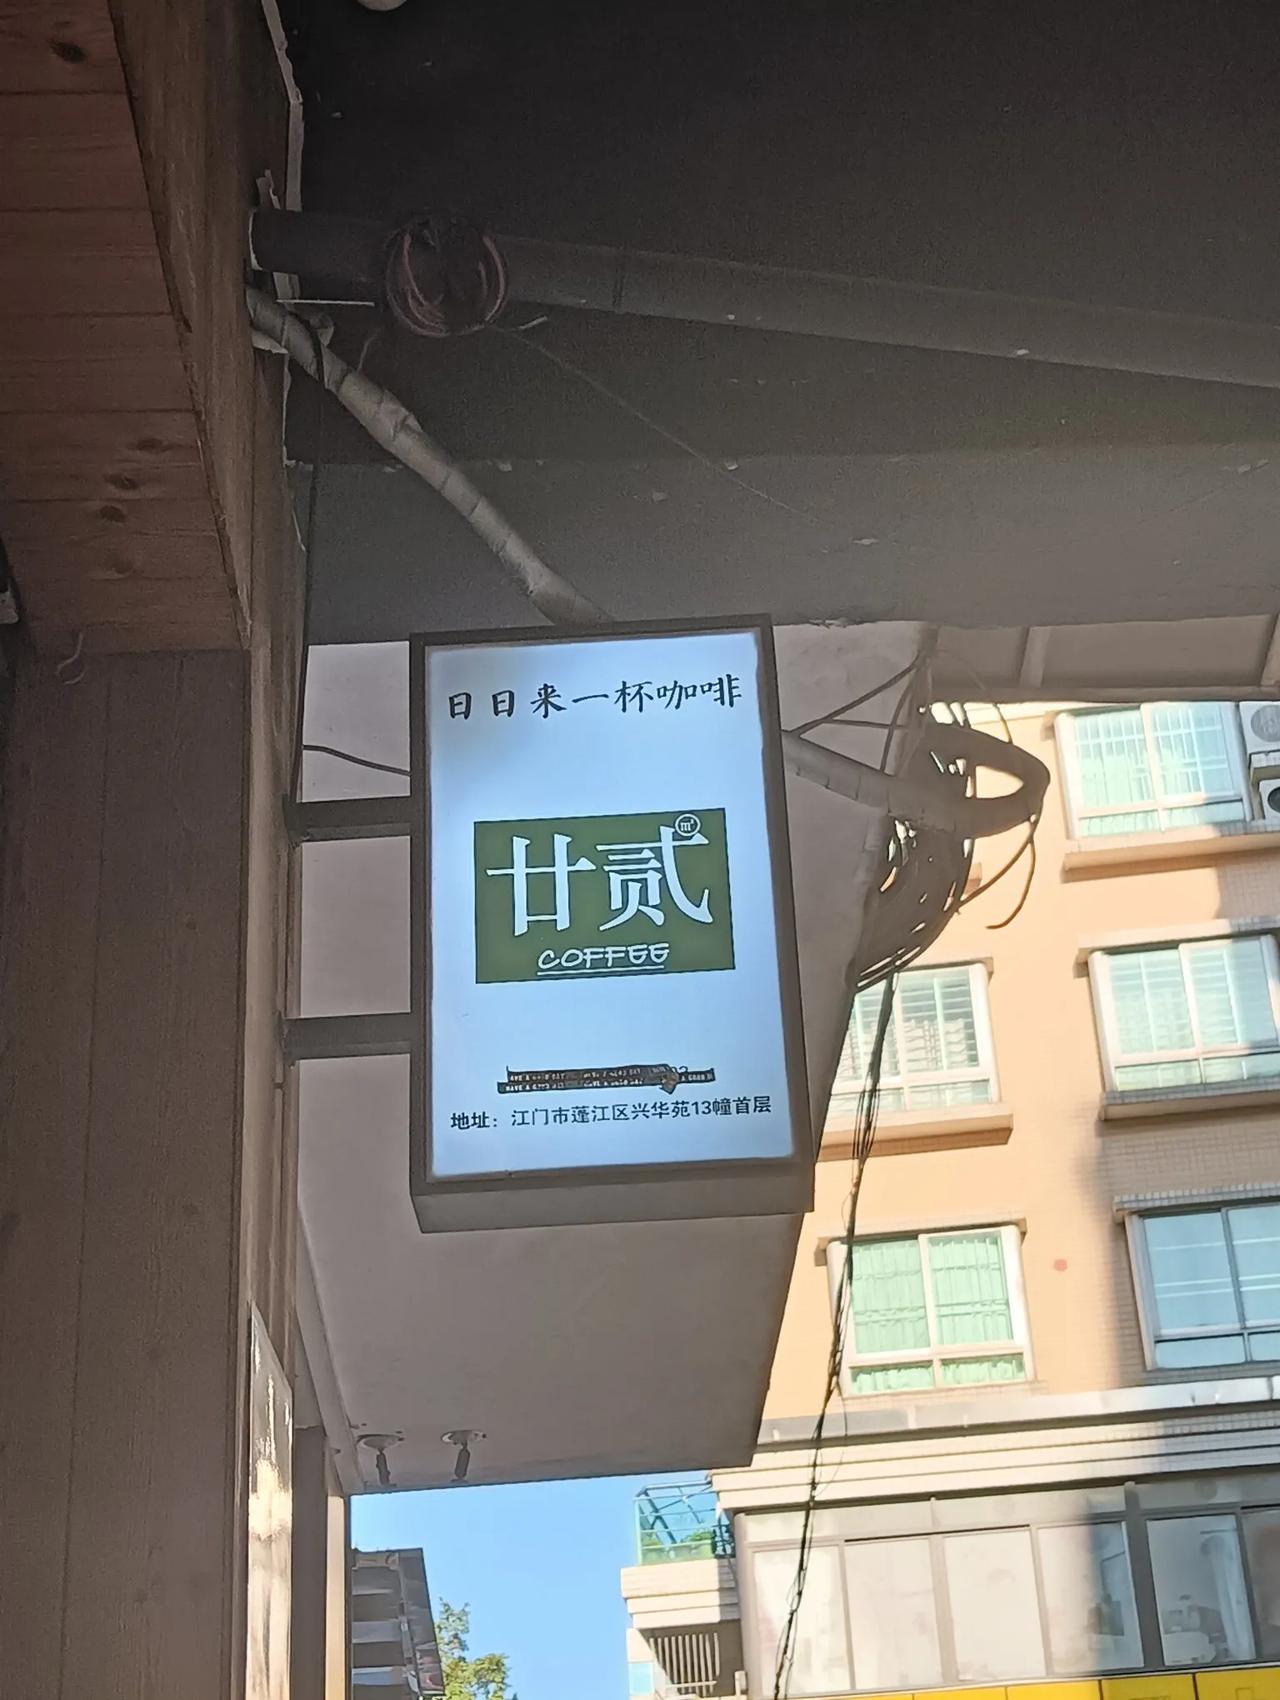 日日来一杯咖啡
廿贰
m²
COFFEE
地址：江门市蓬江区兴华苑13幢首层